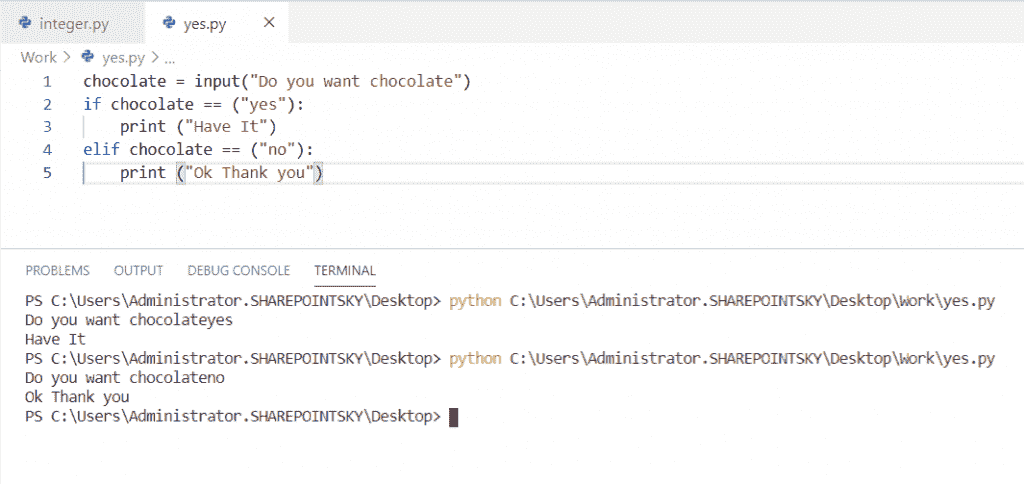 integer.py yes.py ×
Work > yes.py > ...
1 chocolate = input("Do you want chocolate")
2 if chocolate == ("yes"):
3     print ("Have It")
4 elif chocolate == ("no"):
5     print ("Ok Thank you")
PROBLEMS OUTPUT DEBUG CONSOLE TERMINAL
PS C:\Users\Administrator.SHAREPOINTSKY\Desktop> python C:\Users\Administrator.SHAREPOINTSKY\Desktop\Work\yes.py
Do you want chocolateyes
Have It
PS C:\Users\Administrator.SHAREPOINTSKY\Desktop> python C:\Users\Administrator.SHAREPOINTSKY\Desktop\Work\yes.py
Do you want chocolateno
Ok Thank you
PS C:\Users\Administrator.SHAREPOINTSKY\Desktop>